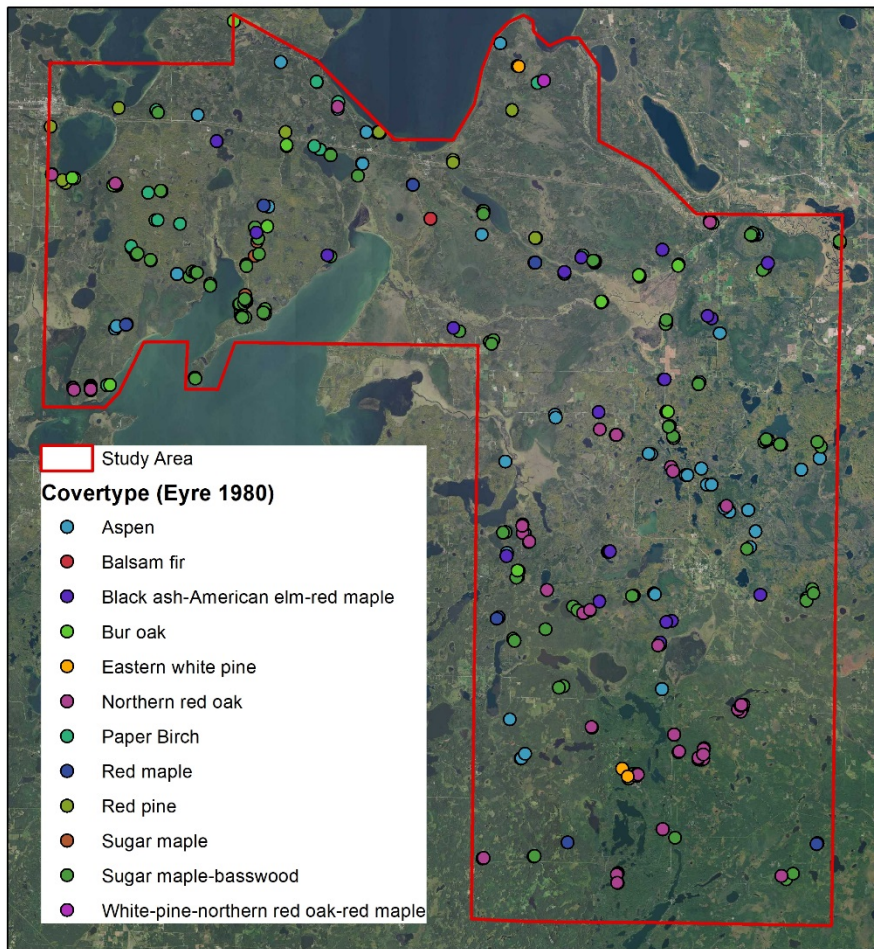 Study Area
Covertype (Eyre 1980)
Aspen
Balsam fir
Black ash-American elm-red maple
Bur oak
Eastern white pine
Northern red oak
Paper Birch
Red maple
Red pine
Sugar maple
Sugar maple-basswood
White-pine-northern red oak-red maple